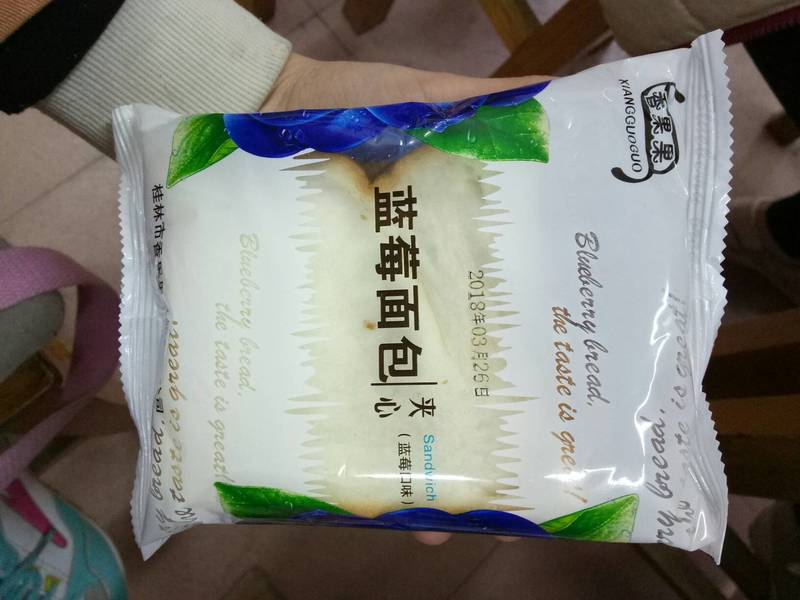 香果果
XIANGGUOGUO
Blueberry bread,
the taste is great!
2018年03月26日
蓝莓面包
夹心
Sandwich
(蓝莓口味)
Blueberry bread,
the taste is great!
桂林市香